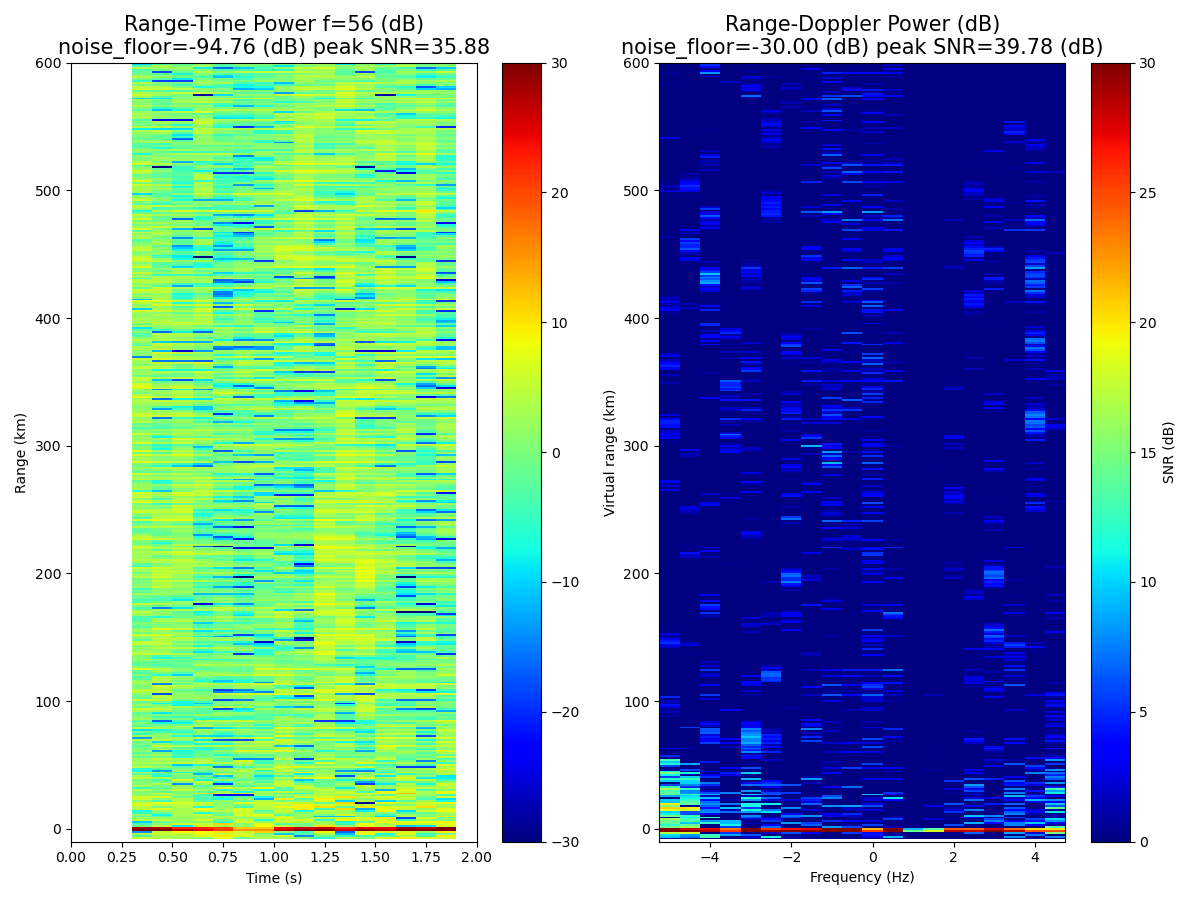 Range-Time Power f=56 (dB)
noise_floor=-94.76 (dB) peak SNR=35.88
Range-Doppler Power (dB)
noise_floor=-30.00 (dB) peak SNR=39.78 (dB)
600
500
400
300
200
100
0
Range (km)
0.00 0.25 0.50 0.75 1.00 1.25 1.50 1.75 2.00
Time (s)
30
20
10
0
−10
−20
−30
600
500
400
300
200
100
0
Virtual range (km)
−4 −2 0 2 4
Frequency (Hz)
30
25
20
15
10
5
0
SNR (dB)